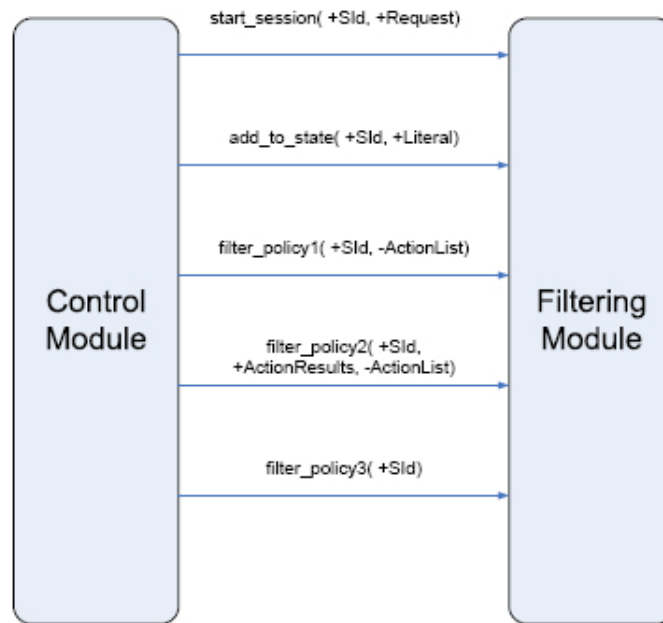 start_session( +SId, +Request)
add_to_state( +SId, +Literal)
filter_policy1( +SId, -ActionList)
Control
Module
Filtering
Module
filter_policy2( +SId,
+ActionResults, -ActionList)
filter_policy3( +SId)